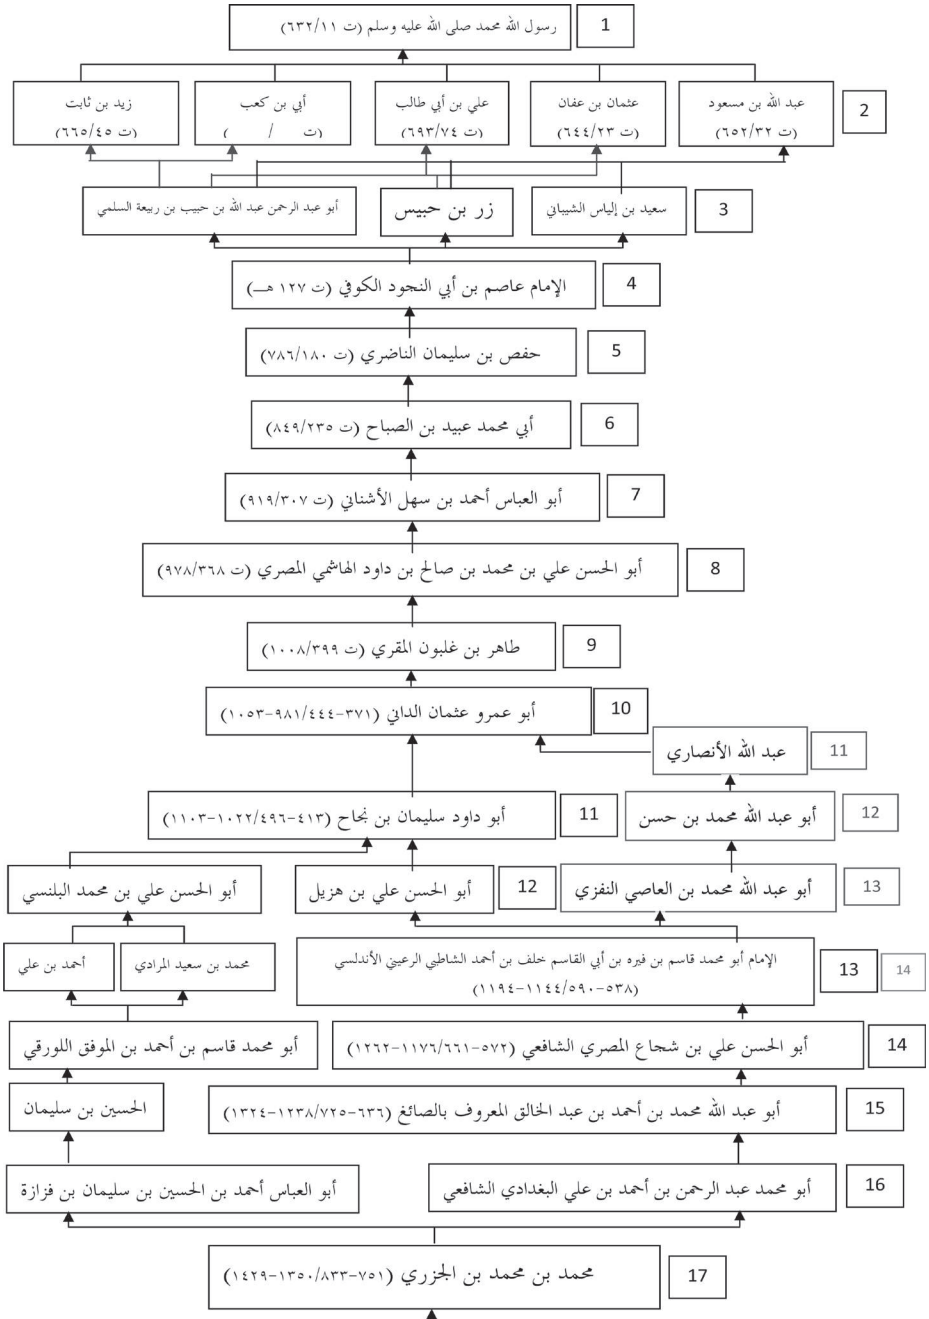 رسول الله محمد صلى الله عليه وسلم (ت ٦٣٢/١١)
1
عبد الله بن مسعود
(ت ٦٥٢/٣٢)
عثمان بن عفان
(ت ٦٤٤/٢٣)
علي بن أبي طالب
(ت ٦٩٣/٧٤)
أبي بن كعب
(ت / )
زيد بن ثابت
(ت ٦٦٥/٤٥)
2
سعيد بن إلياس الشيباني
زر بن حبيس
أبو عبد الرحمن عبد الله بن حبيب بن ربيعة السلمي
3
الإمام عاصم بن أبي النجود الكوفي (ت ١٢٧ هـــ)
4
حفص بن سليمان الناضري (ت ٧٨٦/١٨٠)
5
أبي محمد عبيد بن الصباح (ت ٨٤٩/٢٣٥)
6
أبو العباس أحمد بن سهل الأشناني (ت ٩١٩/٣٠٧)
7
أبو الحسن علي بن محمد بن صالح بن داود الهاشمي المصري (ت ٩٧٨/٣٦٨)
8
طاهر بن غلبون المقري (ت ١٠٠٨/٣٩٩)
9
أبو عمرو عثمان الداني (٣٧١-٤٤٤/٩٨١-١٠٥٣)
10
عبد الله الأنصاري
11
أبو داود سليمان بن نجاح (٤١٣-٤٩٦/١٠٢٢-١١٠٣)
11
أبو عبد الله محمد بن حسن
12
أبو الحسن علي بن محمد البلنسي
أبو الحسن علي بن هزيل
12
أبو عبد الله محمد بن العاصي النفزي
13
أحمد بن علي
محمد بن سعيد المرادي
الإمام أبو محمد قاسم بن فيره بن أبي القاسم خلف بن أحمد الشاطبي الرعيني الأندلسي
(٥٣٨-٥٩٠/١١٤٤-١١٩٤)
13
14
أبو محمد قاسم بن أحمد بن الموفق اللورقي
أبو الحسن علي بن شجاع المصري الشافعي (٥٧٢-٦٦١/١١٧٦-١٢٦٢)
14
الحسين بن سليمان
أبو عبد الله محمد بن أحمد بن عبد الخالق المعروف بالصائغ (٦٣٦-٧٢٥/١٢٣٨-١٣٢٤)
15
أبو العباس أحمد بن الحسين بن سليمان بن فزازة
أبو محمد عبد الرحمن بن أحمد بن علي البغدادي الشافعي
16
محمد بن محمد بن الجزري (٧٥١-٨٣٣/١٣٥٠-١٤٢٩)
17